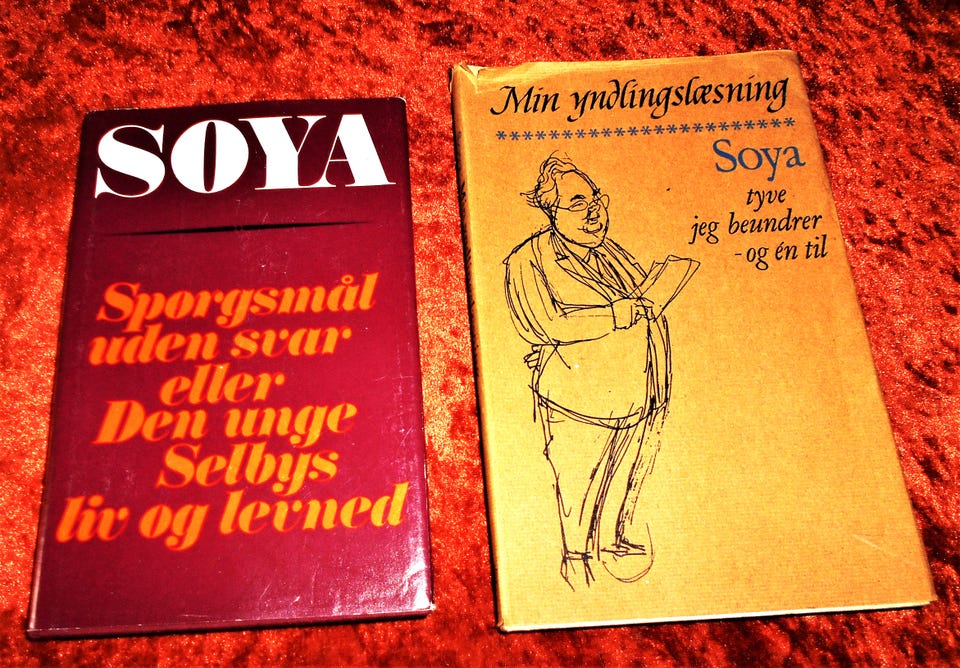 SOYA
Spørgsmål
uden svar
eller
Den unge
Selbys
liv og levned
Min yndlingslæsning
************************
Soya
tyve
jeg beundrer
- og én til